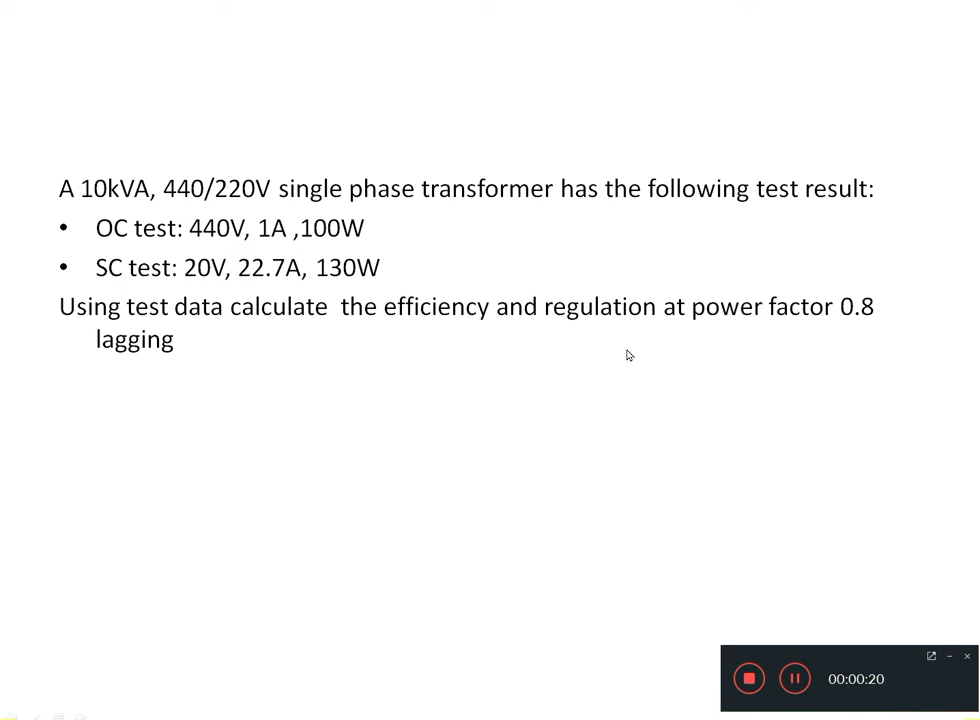 A 10kVA, 440/220V single phase transformer has the following test result:
• OC test: 440V, 1A ,100W
• SC test: 20V, 22.7A, 130W
Using test data calculate  the efficiency and regulation at power factor 0.8
lagging
00:00:20